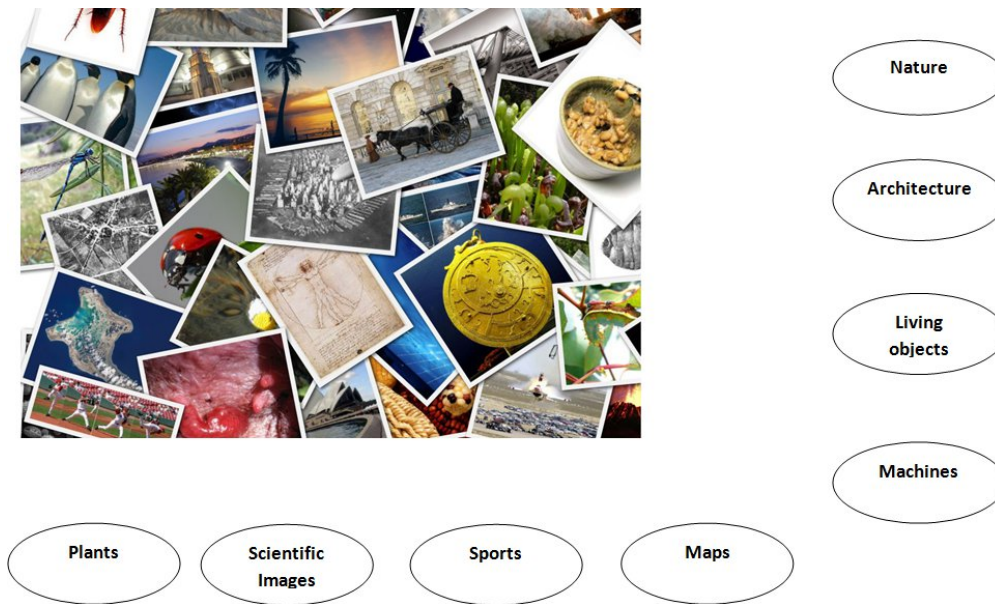 Nature
Architecture
Living
objects
Machines
Plants
Scientific
Images
Sports
Maps